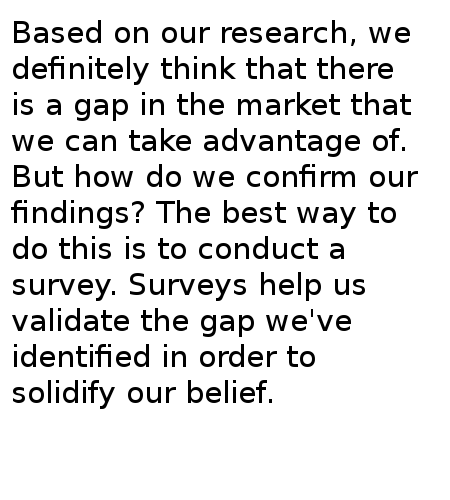 Based on our research, we
definitely think that there
is a gap in the market that
we can take advantage of.
But how do we confirm our
findings? The best way to
do this is to conduct a
survey. Surveys help us
validate the gap we've
identified in order to
solidify our belief.